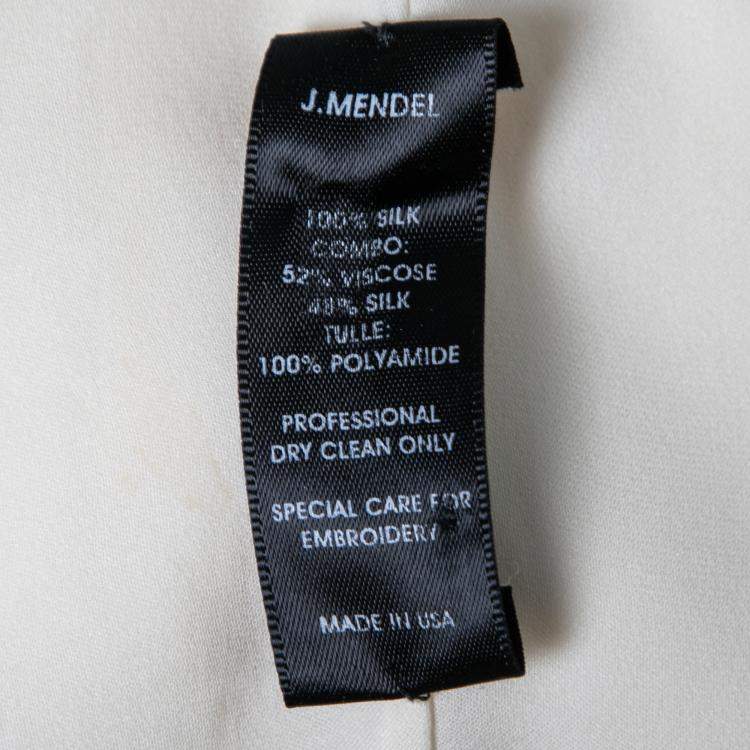 J.MENDEL
100% SILK
COMBO:
52% VISCOSE
48% SILK
TULLE:
100% POLYAMIDE
PROFESSIONAL
DRY CLEAN ONLY
SPECIAL CARE FOR
EMBROIDERY
MADE IN USA